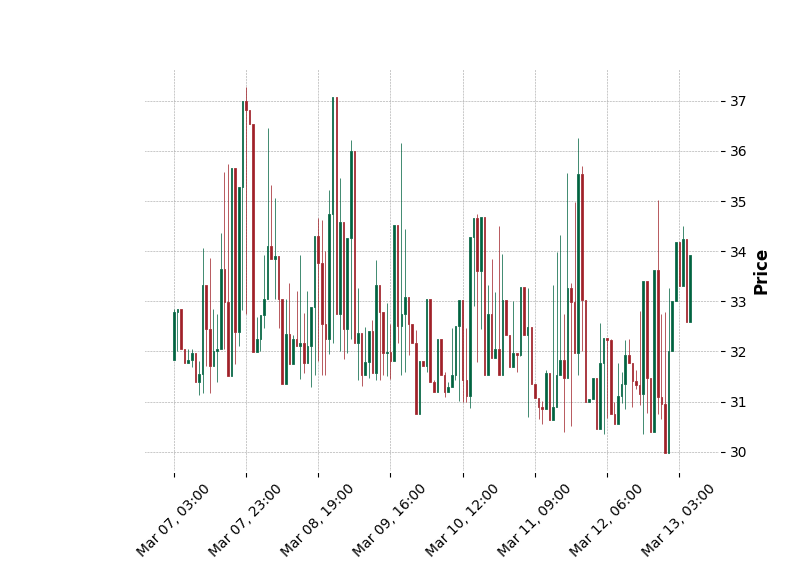 37
36
35
34
33
32
31
30
Price
Mar 07, 03:00
Mar 07, 23:00
Mar 08, 19:00
Mar 09, 16:00
Mar 10, 12:00
Mar 11, 09:00
Mar 12, 06:00
Mar 13, 03:00